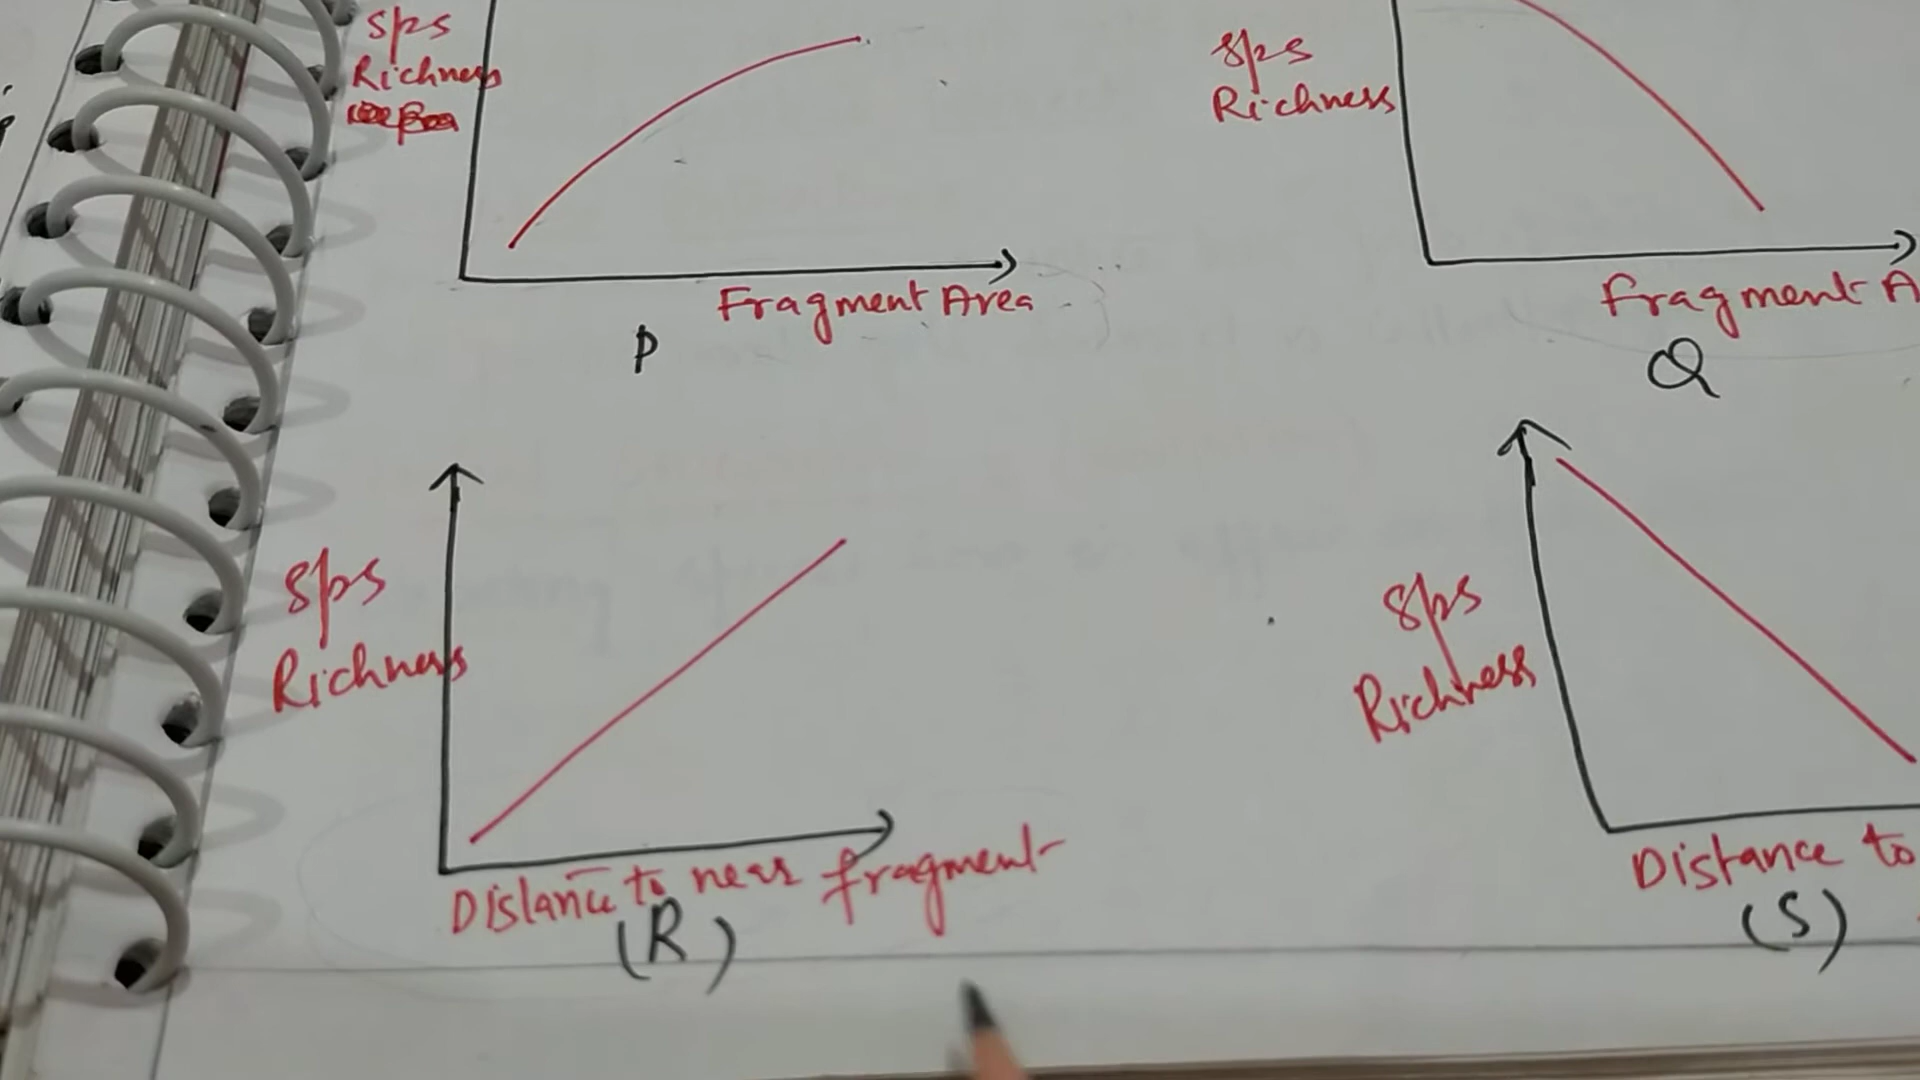 sps
Richness
Fragment Area
P
sps
Richness
Fragment A
Q
sps
Richness
Distance to near fragment
(R)
sps
Richness
Distance to
(S)